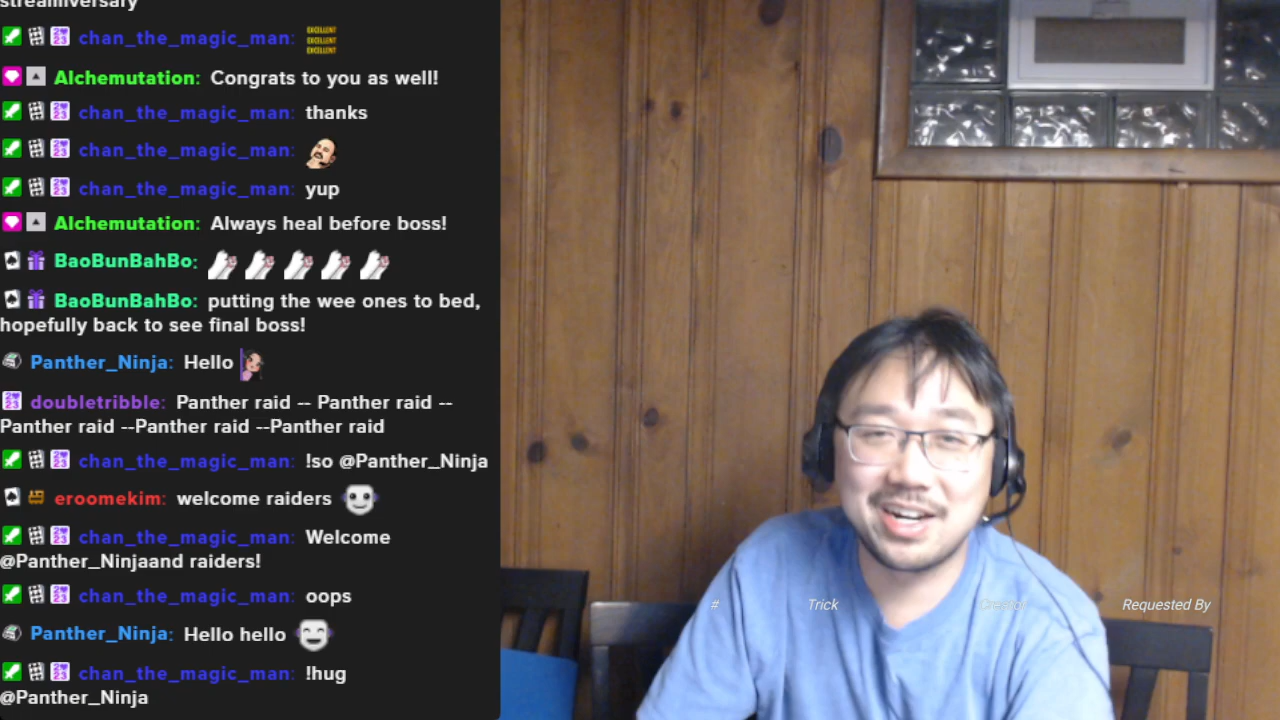 streamiversary
chan_the_magic_man: EXCELLENT
EXCELLENT
EXCELLENT
Alchemutation: Congrats to you as well!
chan_the_magic_man: thanks
chan_the_magic_man:
chan_the_magic_man: yup
Alchemutation: Always heal before boss!
BaoBunBahBo:
BaoBunBahBo: putting the wee ones to bed,
hopefully back to see final boss!
Panther_Ninja: Hello
doubletribble: Panther raid -- Panther raid --
Panther raid --Panther raid --Panther raid
chan_the_magic_man: !so @Panther_Ninja
eroomekim: welcome raiders
chan_the_magic_man: Welcome
@Panther_Ninjaand raiders!
chan_the_magic_man: oops
Panther_Ninja: Hello hello
chan_the_magic_man: !hug
@Panther_Ninja
# Trick Creator Requested By